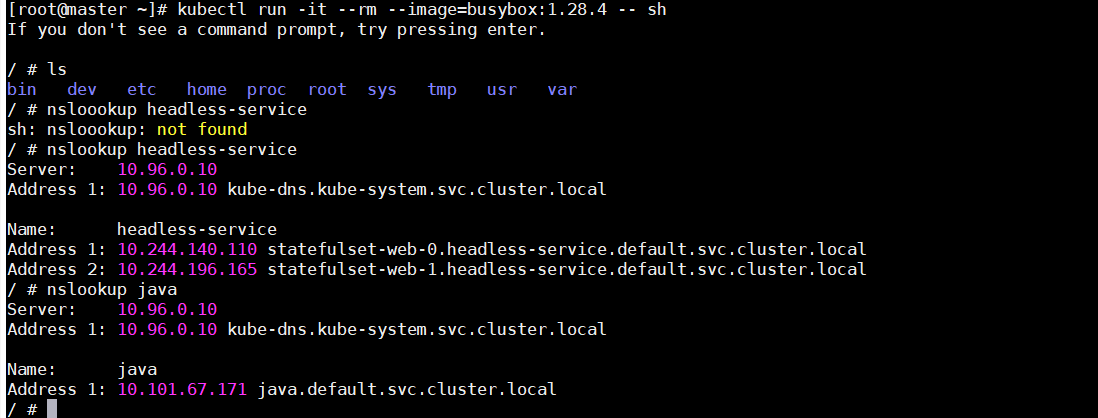 [root@master ~]# kubectl run -it --rm --image=busybox:1.28.4 -- sh
If you don't see a command prompt, try pressing enter.
/ # ls
bin dev etc home proc root sys tmp usr var
/ # nsloookup headless-service
sh: nsloookup: not found
/ # nslookup headless-service
Server: 10.96.0.10
Address 1: 10.96.0.10 kube-dns.kube-system.svc.cluster.local
Name: headless-service
Address 1: 10.244.140.110 statefulset-web-0.headless-service.default.svc.cluster.local
Address 2: 10.244.196.165 statefulset-web-1.headless-service.default.svc.cluster.local
/ # nslookup java
Server: 10.96.0.10
Address 1: 10.96.0.10 kube-dns.kube-system.svc.cluster.local
Name: java
Address 1: 10.101.67.171 java.default.svc.cluster.local
/ #